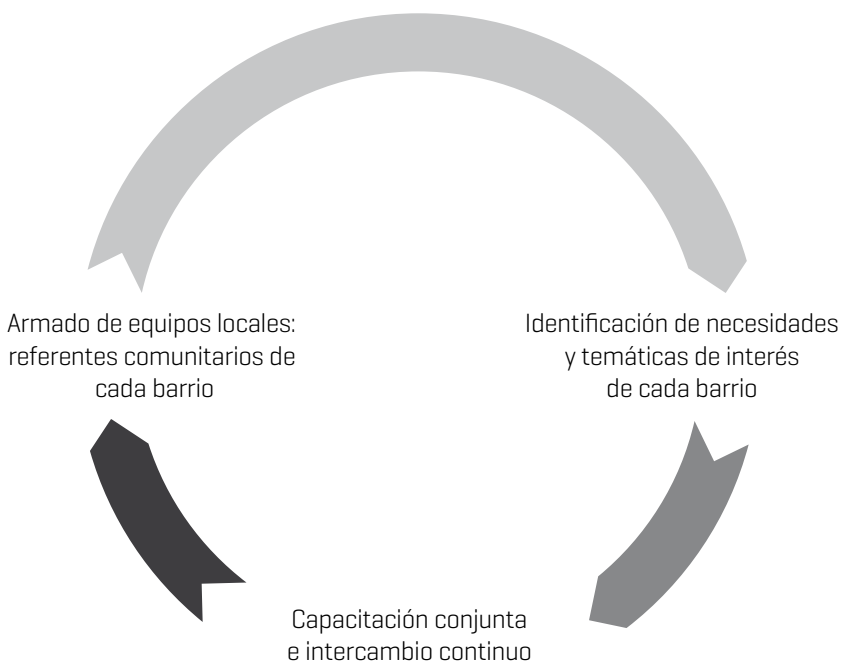 Armado de equipos locales:
referentes comunitarios de
cada barrio
Identificación de necesidades
y temáticas de interés
de cada barrio
Capacitación conjunta
e intercambio continuo